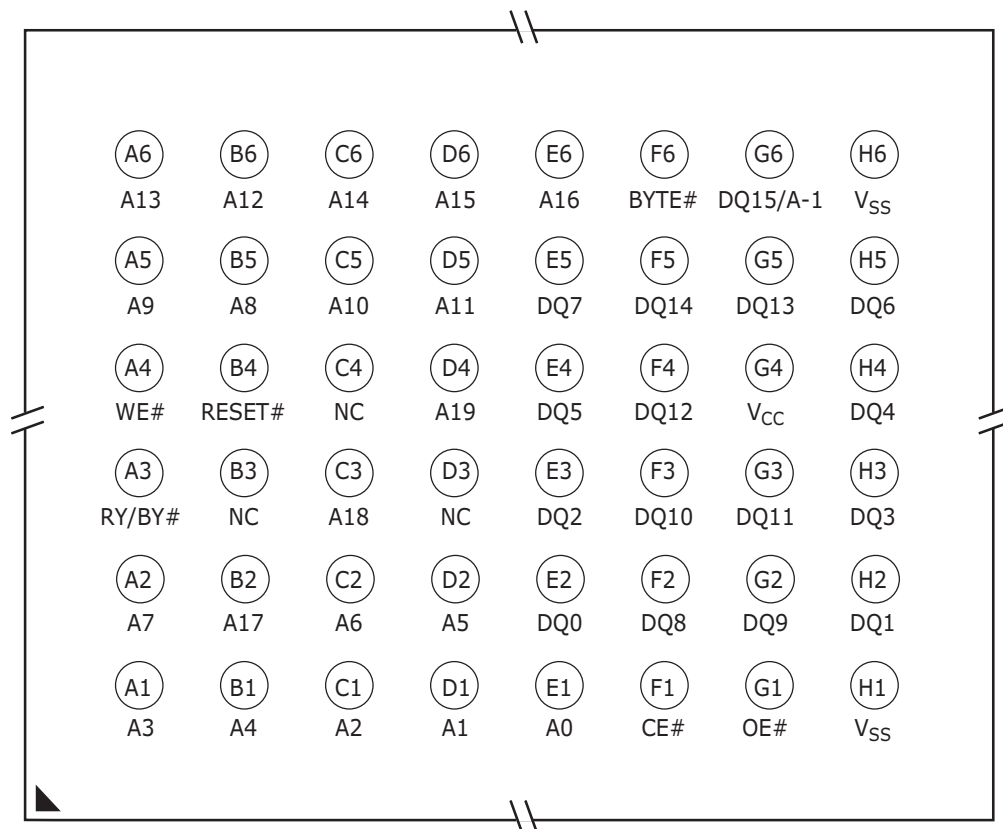 A6 B6 C6 D6 E6 F6 G6 H6
A13 A12 A14 A15 A16 BYTE# DQ15/A-1 VSS
A5 B5 C5 D5 E5 F5 G5 H5
A9 A8 A10 A11 DQ7 DQ14 DQ13 DQ6
A4 B4 C4 D4 E4 F4 G4 H4
WE# RESET# NC A19 DQ5 DQ12 VCC DQ4
A3 B3 C3 D3 E3 F3 G3 H3
RY/BY# NC A18 NC DQ2 DQ10 DQ11 DQ3
A2 B2 C2 D2 E2 F2 G2 H2
A7 A17 A6 A5 DQ0 DQ8 DQ9 DQ1
A1 B1 C1 D1 E1 F1 G1 H1
A3 A4 A2 A1 A0 CE# OE# VSS